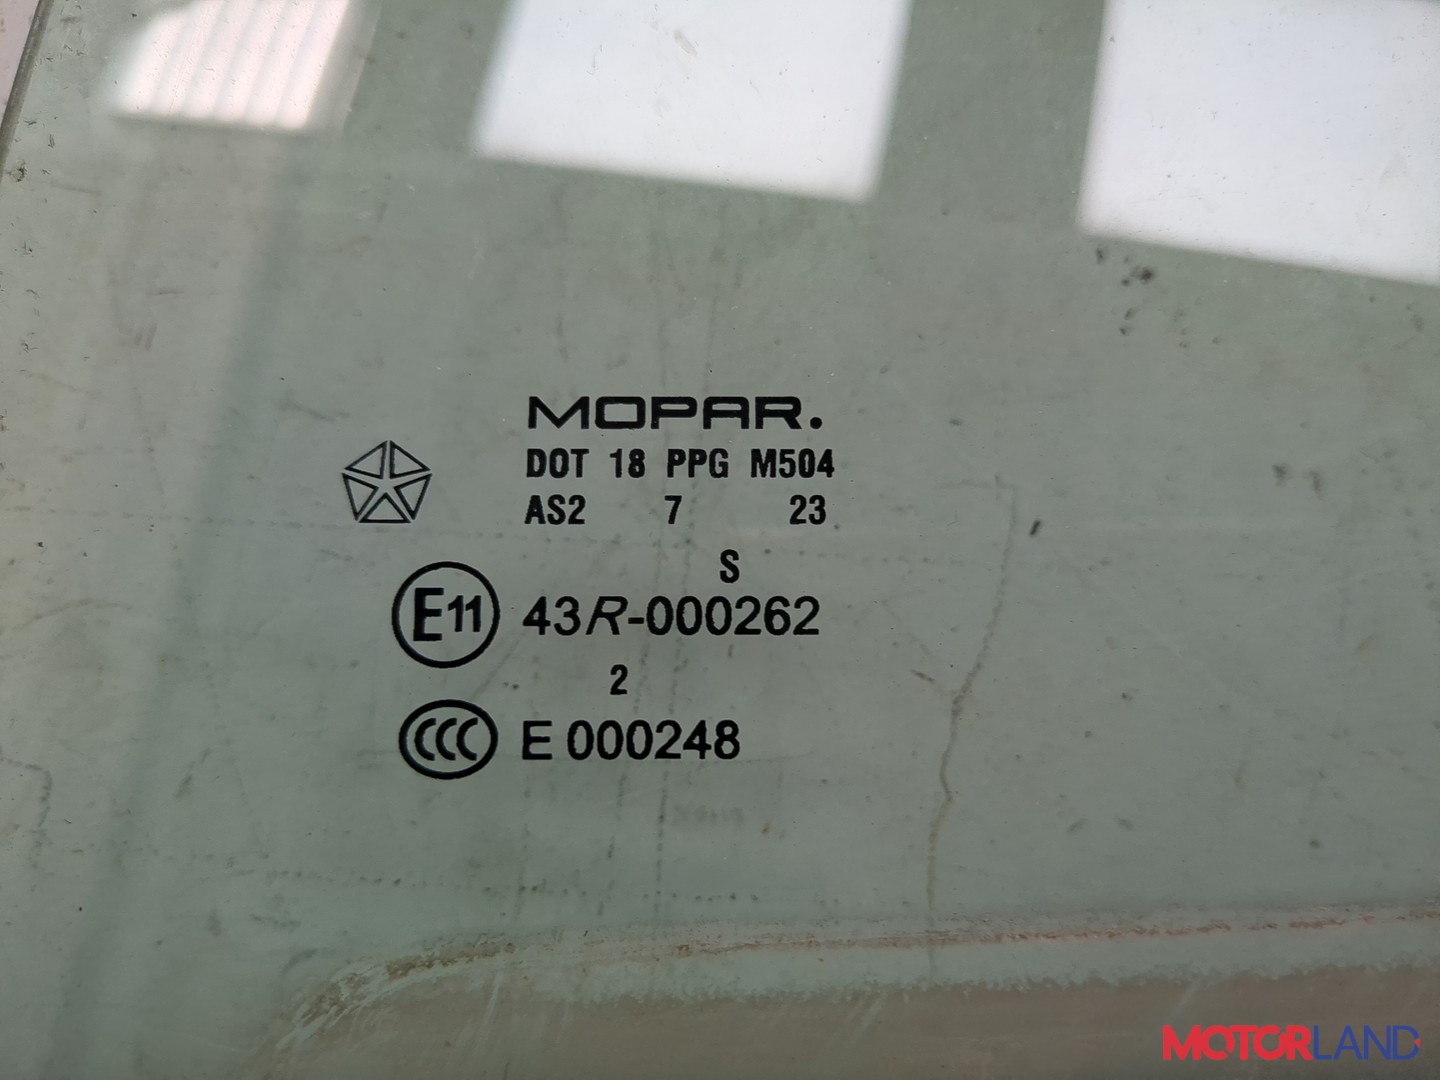 MOPAR.
DOT 18 PPG M504
AS2 7 23
S
E11 43R-000262
2
CCC E 000248
MOTORLAND